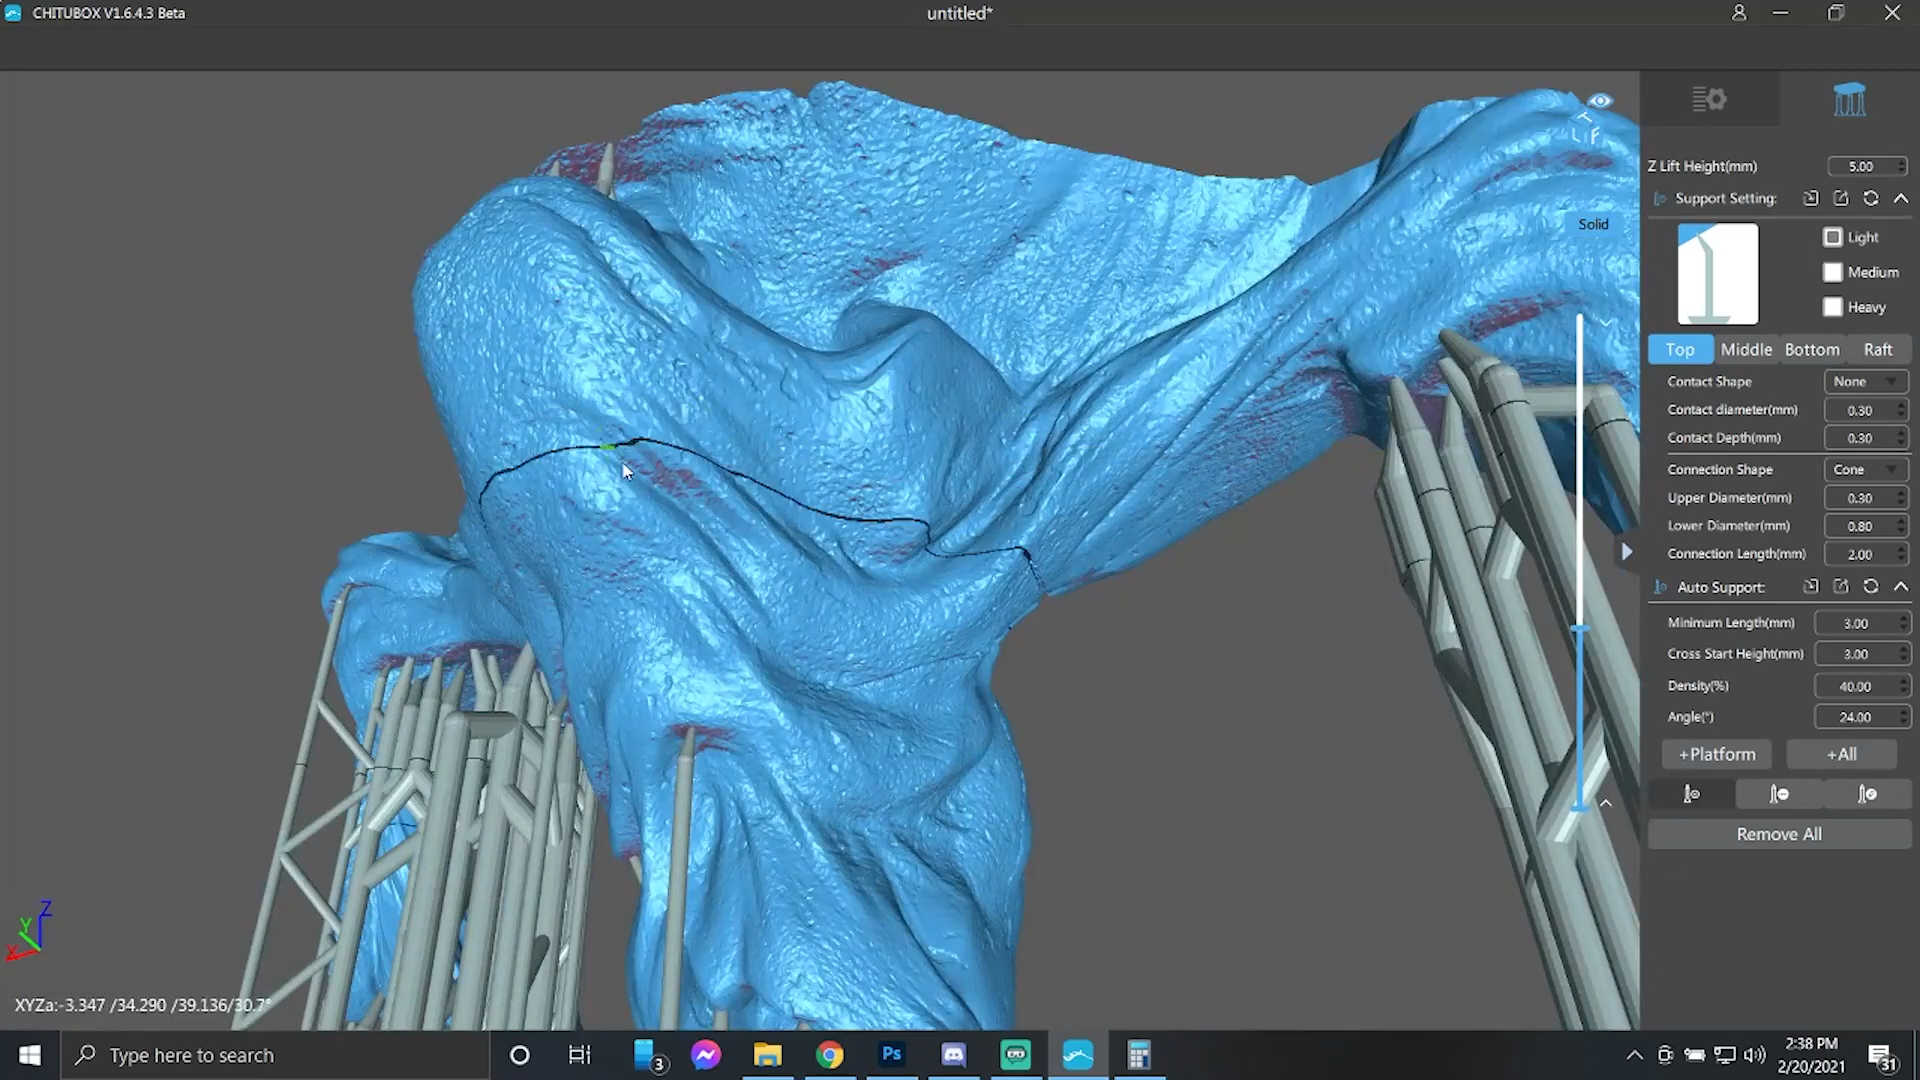 CHITUBOX V1.6.4.3 Beta
untitled*
Z Lift Height(mm) 5.00
Support Setting:
Solid
Light
Medium
Heavy
Top Middle Bottom Raft
Contact Shape None
Contact diameter(mm) 0.30
Contact Depth(mm) 0.30
Connection Shape Cone
Upper Diameter(mm) 0.30
Lower Diameter(mm) 0.80
Connection Length(mm) 2.00
Auto Support:
Minimum Length(mm) 3.00
Cross Start Height(mm) 3.00
Density(%) 40.00
Angle(°) 24.00
+Platform +All
Remove All
Z
Y
X
XYZa:-3.347 /34.290 /39.136/30.7°
Type here to search
3
Ps
2:38 PM
2/20/2021
31